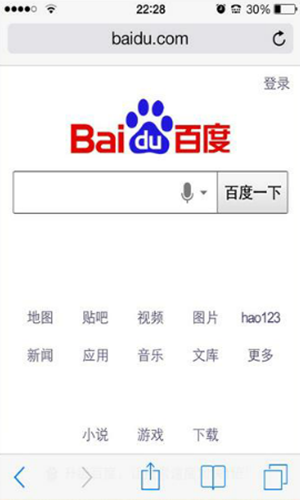 22:28
30%
baidu.com
登录
Bai du 百度
百度一下
地图 贴吧 视频 图片 hao123
新闻 应用 音乐 文库 更多
小说 游戏 下载